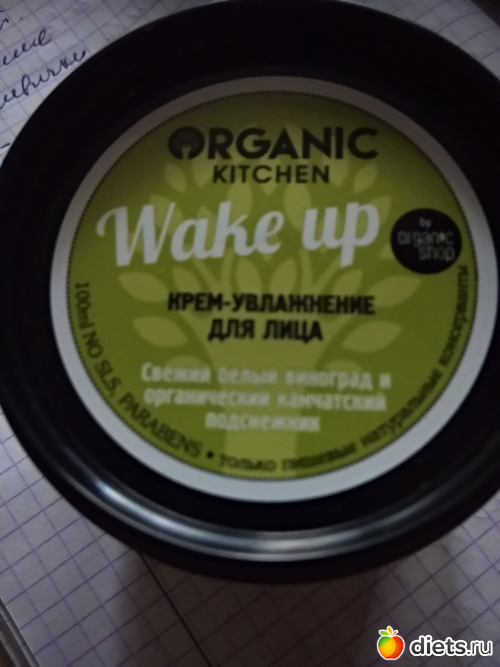 ORGANIC
KITCHEN
Wake up
by
organic
shop
КРЕМ-УВЛАЖНЕНИЕ
ДЛЯ ЛИЦА
Свежий белый виноград и
органический камчатский
подснежник
100ml NO SLS, PARABENS • только пищевые натуральные консерванты
diets.ru